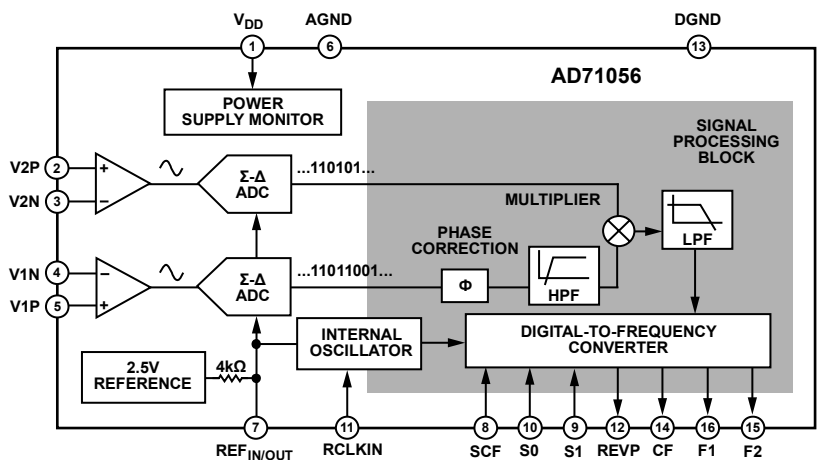 V_DD AGND DGND
1 6 13
AD71056
POWER
SUPPLY MONITOR
SIGNAL
PROCESSING
BLOCK
V2P 2 +
V2N 3 –
Σ-Δ
ADC
...110101...
MULTIPLIER
LPF
PHASE
CORRECTION
V1N 4 –
V1P 5 +
Σ-Δ
ADC
...11011001...
Φ
HPF
INTERNAL
OSCILLATOR
DIGITAL-TO-FREQUENCY
CONVERTER
2.5V
REFERENCE
4kΩ
7 11 8 10 9 12 14 16 15
REF_IN/OUT RCLKIN SCF S0 S1 REVP CF F1 F2